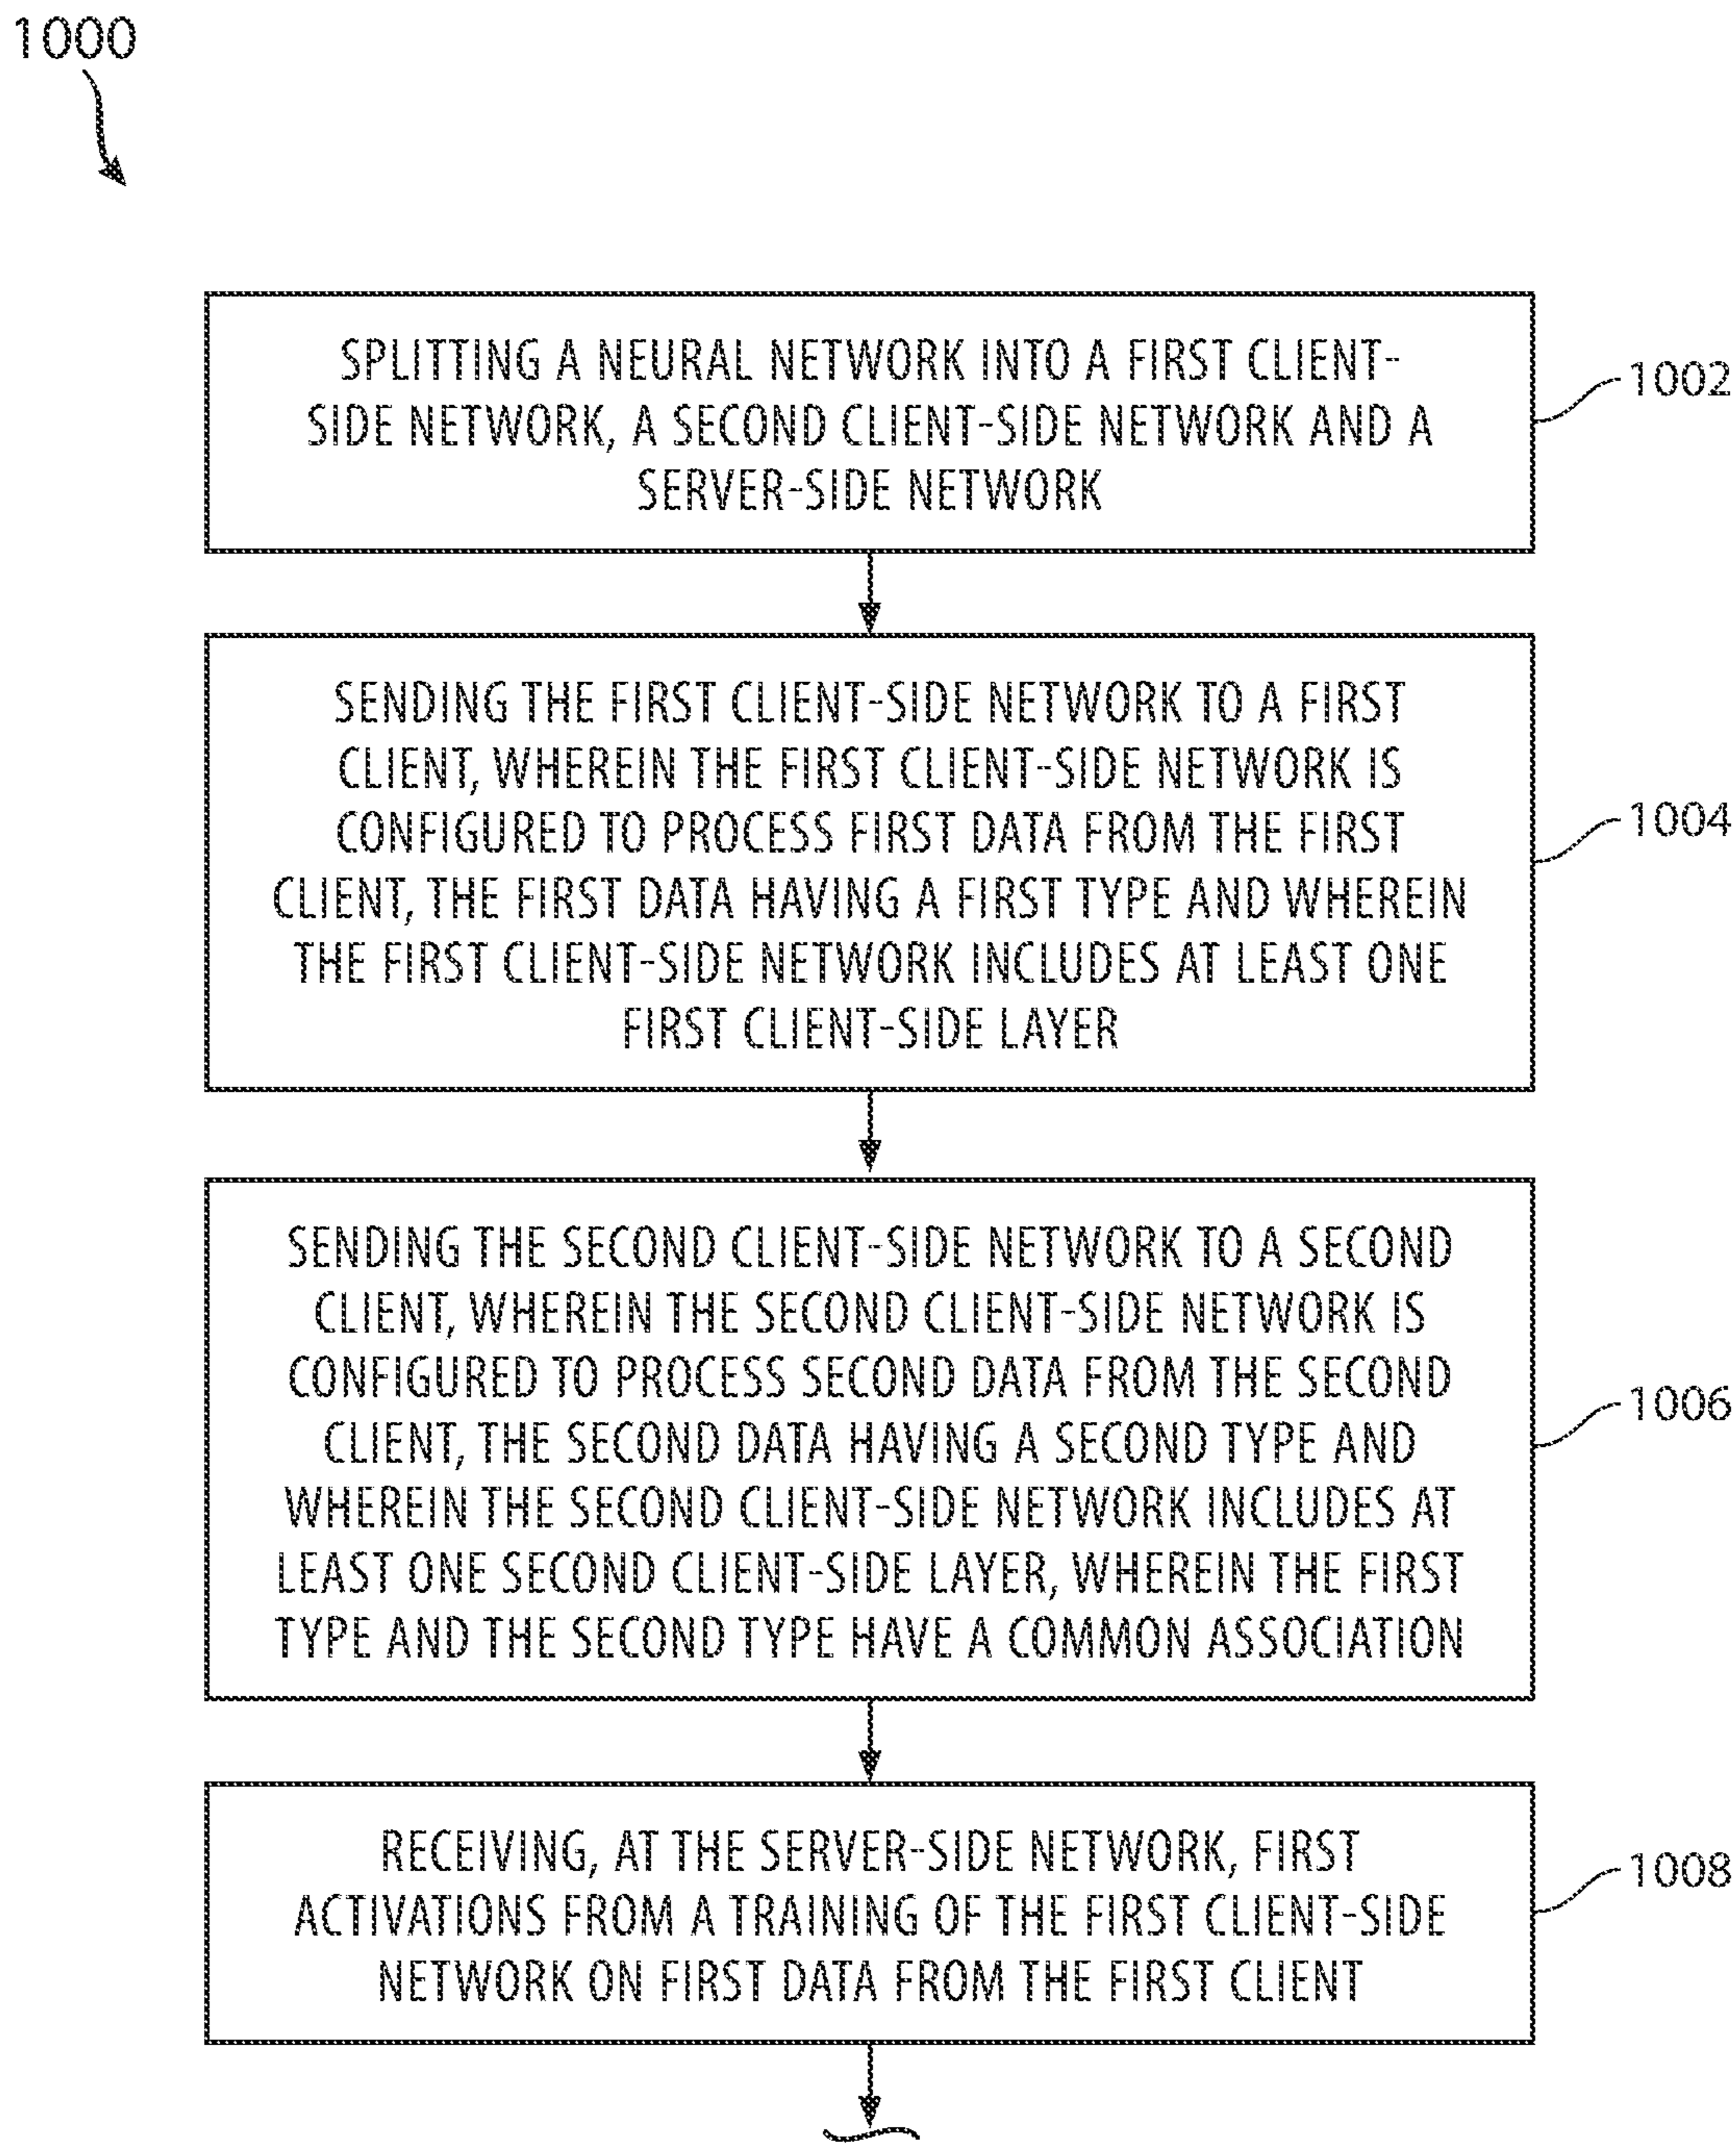 1000
SPLITTING A NEURAL NETWORK INTO A FIRST CLIENT-
SIDE NETWORK, A SECOND CLIENT-SIDE NETWORK AND A
SERVER-SIDE NETWORK
1002
SENDING THE FIRST CLIENT-SIDE NETWORK TO A FIRST
CLIENT, WHEREIN THE FIRST CLIENT-SIDE NETWORK IS
CONFIGURED TO PROCESS FIRST DATA FROM THE FIRST
CLIENT, THE FIRST DATA HAVING A FIRST TYPE AND WHEREIN
THE FIRST CLIENT-SIDE NETWORK INCLUDES AT LEAST ONE
FIRST CLIENT-SIDE LAYER
1004
SENDING THE SECOND CLIENT-SIDE NETWORK TO A SECOND
CLIENT, WHEREIN THE SECOND CLIENT-SIDE NETWORK IS
CONFIGURED TO PROCESS SECOND DATA FROM THE SECOND
CLIENT, THE SECOND DATA HAVING A SECOND TYPE AND
WHEREIN THE SECOND CLIENT-SIDE NETWORK INCLUDES AT
LEAST ONE SECOND CLIENT-SIDE LAYER, WHEREIN THE FIRST
TYPE AND THE SECOND TYPE HAVE A COMMON ASSOCIATION
1006
RECEIVING, AT THE SERVER-SIDE NETWORK, FIRST
ACTIVATIONS FROM A TRAINING OF THE FIRST CLIENT-SIDE
NETWORK ON FIRST DATA FROM THE FIRST CLIENT
1008